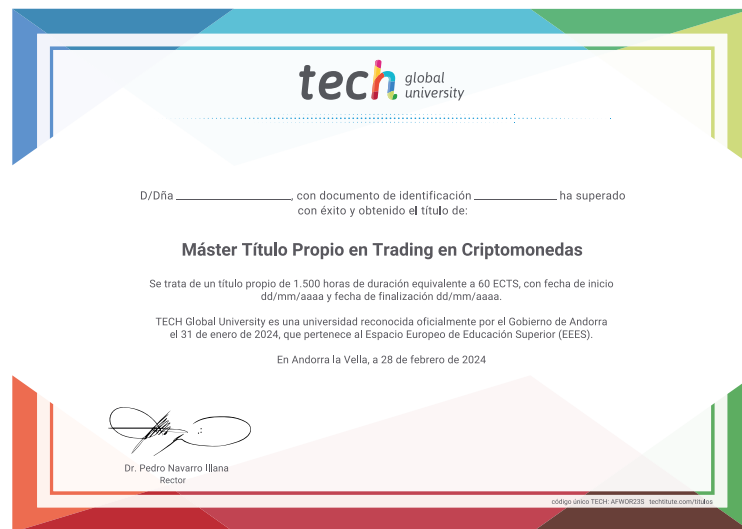 tech global university
D/Dña ______________________, con documento de identificación ________________ ha superado
con éxito y obtenido el título de:
Máster Título Propio en Trading en Criptomonedas
Se trata de un título propio de 1.500 horas de duración equivalente a 60 ECTS, con fecha de inicio
dd/mm/aaaa y fecha de finalización dd/mm/aaaa.
TECH Global University es una universidad reconocida oficialmente por el Gobierno de Andorra
el 31 de enero de 2024, que pertenece al Espacio Europeo de Educación Superior (EEES).
En Andorra la Vella, a 28 de febrero de 2024
Dr. Pedro Navarro Illana
Rector
código único TECH: AFWOR23S techtitute.com/titulos